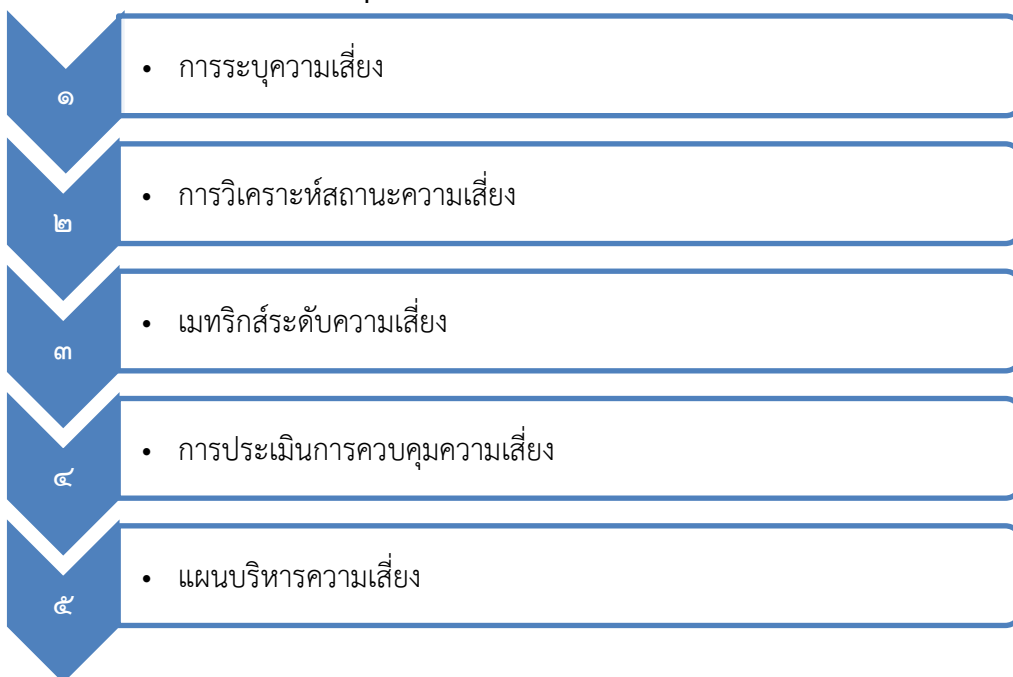 ๑
• การระบุความเสี่ยง
๒
• การวิเคราะห์สถานะความเสี่ยง
๓
• เมทริกส์ระดับความเสี่ยง
๔
• การประเมินการควบคุมความเสี่ยง
๕
• แผนบริหารความเสี่ยง